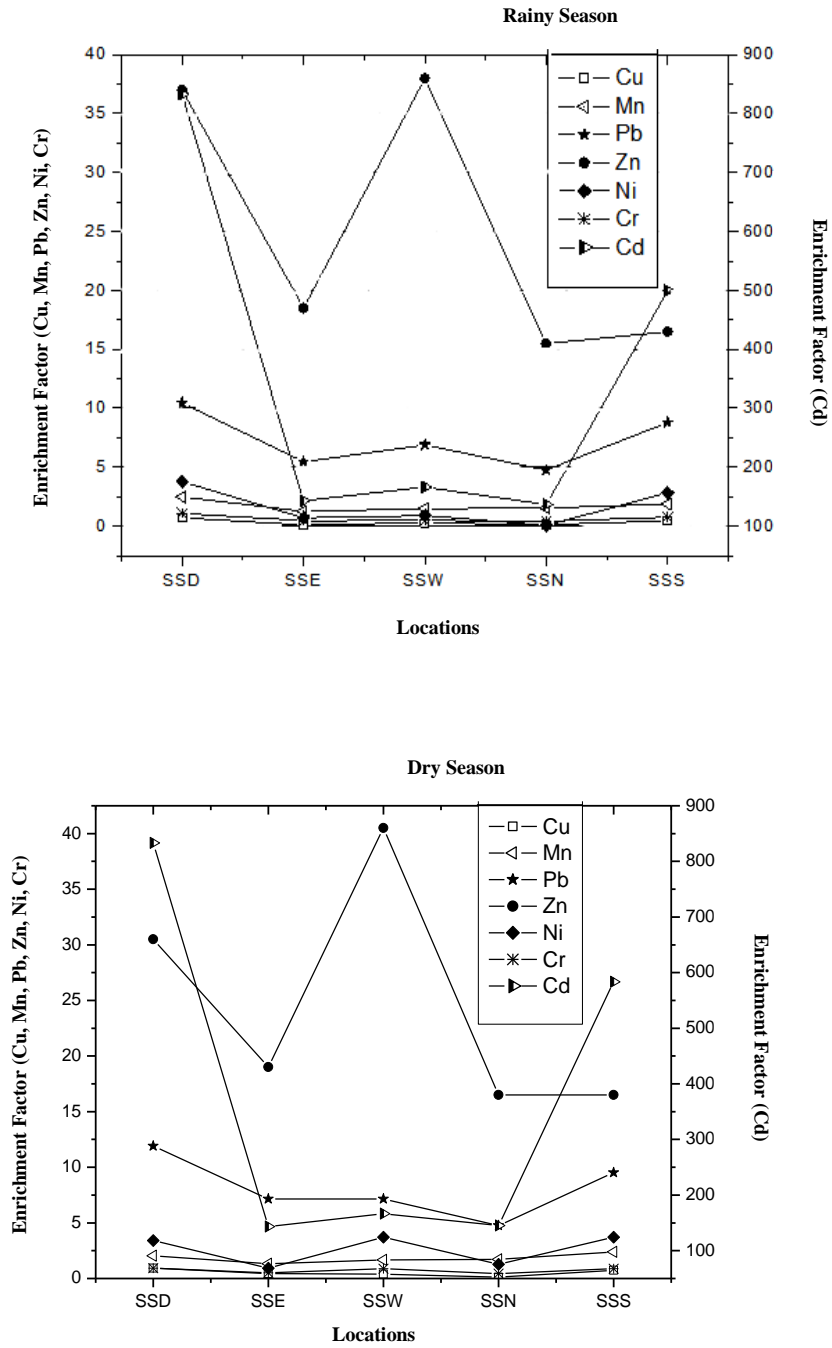 Rainy Season
Enrichment Factor (Cu, Mn, Pb, Zn, Ni, Cr)
40
35
30
25
20
15
10
5
0
Cu
Mn
Pb
Zn
Ni
Cr
Cd
900
800
700
600
500
400
300
200
100
Enrichment Factor (Cd)
SSD SSE SSW SSN SSS
Locations
Dry Season
Enrichment Factor (Cu, Mn, Pb, Zn, Ni, Cr)
40
35
30
25
20
15
10
5
0
Cu
Mn
Pb
Zn
Ni
Cr
Cd
900
800
700
600
500
400
300
200
100
Enrichment Factor (Cd)
SSD SSE SSW SSN SSS
Locations